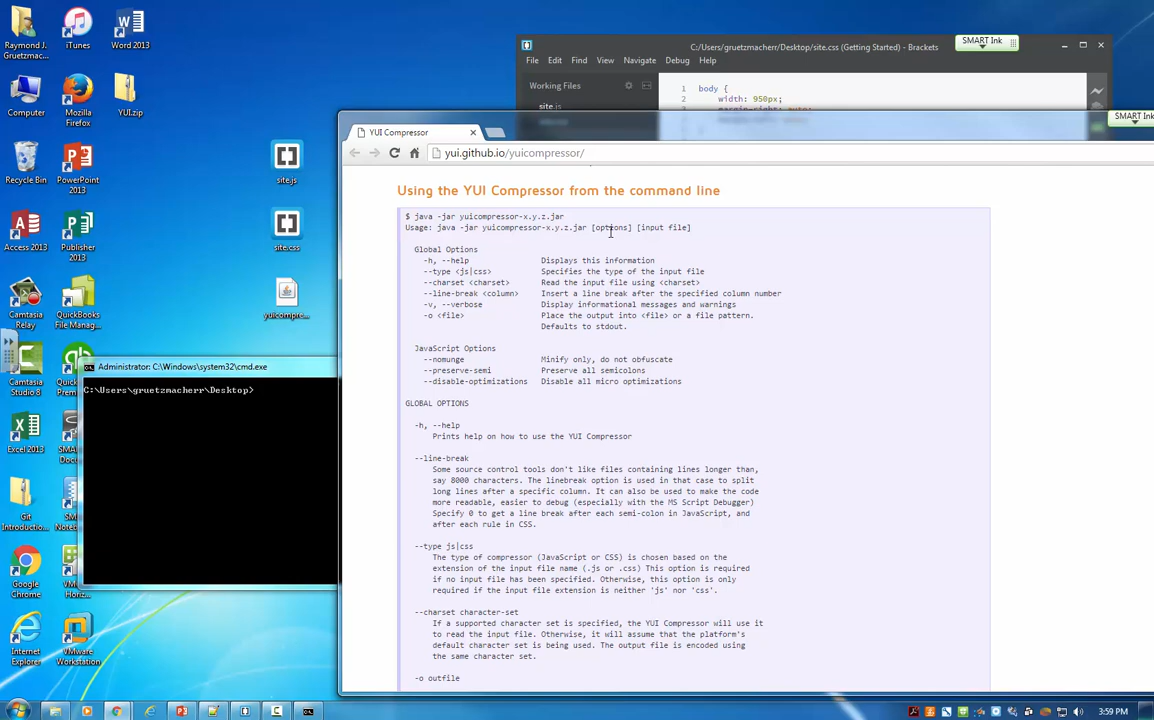 Raymond J.
Gruetzmac...
iTunes
Word 2013
Computer
Mozilla
Firefox
YUI.zip
Recycle Bin
PowerPoint
2013
site.js
Access 2013
Publisher
2013
site.css
Camtasia
Relay
QuickBooks
File Manag...
yuicompre...
Camtasia
Studio 8
Excel 2013
Git
Introductio...
Google
Chrome
Internet
Explorer
VMware
Workstation
C:/Users/gruetzmacherr/Desktop/site.css (Getting Started) - Brackets
SMART Ink
File Edit Find View Navigate Debug Help
Working Files
site.js
1 body {
2 width: 950px;
SMART Ink
YUI Compressor
yui.github.io/yuicompressor/
Using the YUI Compressor from the command line
$ java -jar yuicompressor-x.y.z.jar
Usage: java -jar yuicompressor-x.y.z.jar [options] [input file]
Global Options
-h, --help Displays this information
--type <js|css> Specifies the type of the input file
--charset <charset> Read the input file using <charset>
--line-break <column> Insert a line break after the specified column number
-v, --verbose Display informational messages and warnings
-o <file> Place the output into <file> or a file pattern.
Defaults to stdout.
JavaScript Options
--nomunge Minify only, do not obfuscate
--preserve-semi Preserve all semicolons
--disable-optimizations Disable all micro optimizations
GLOBAL OPTIONS
-h, --help
Prints help on how to use the YUI Compressor
--line-break
Some source control tools don't like files containing lines longer than,
say 8000 characters. The linebreak option is used in that case to split
long lines after a specific column. It can also be used to make the code
more readable, easier to debug (especially with the MS Script Debugger)
Specify 0 to get a line break after each semi-colon in JavaScript, and
after each rule in CSS.
--type js|css
The type of compressor (JavaScript or CSS) is chosen based on the
extension of the input file name (.js or .css) This option is required
if no input file has been specified. Otherwise, this option is only
required if the input file extension is neither 'js' nor 'css'.
--charset character-set
If a supported character set is specified, the YUI Compressor will use it
to read the input file. Otherwise, it will assume that the platform's
default character set is being used. The output file is encoded using
the same character set.
-o outfile
Administrator: C:\Windows\system32\cmd.exe
C:\Users\gruetzmacherr\Desktop>
3:59 PM